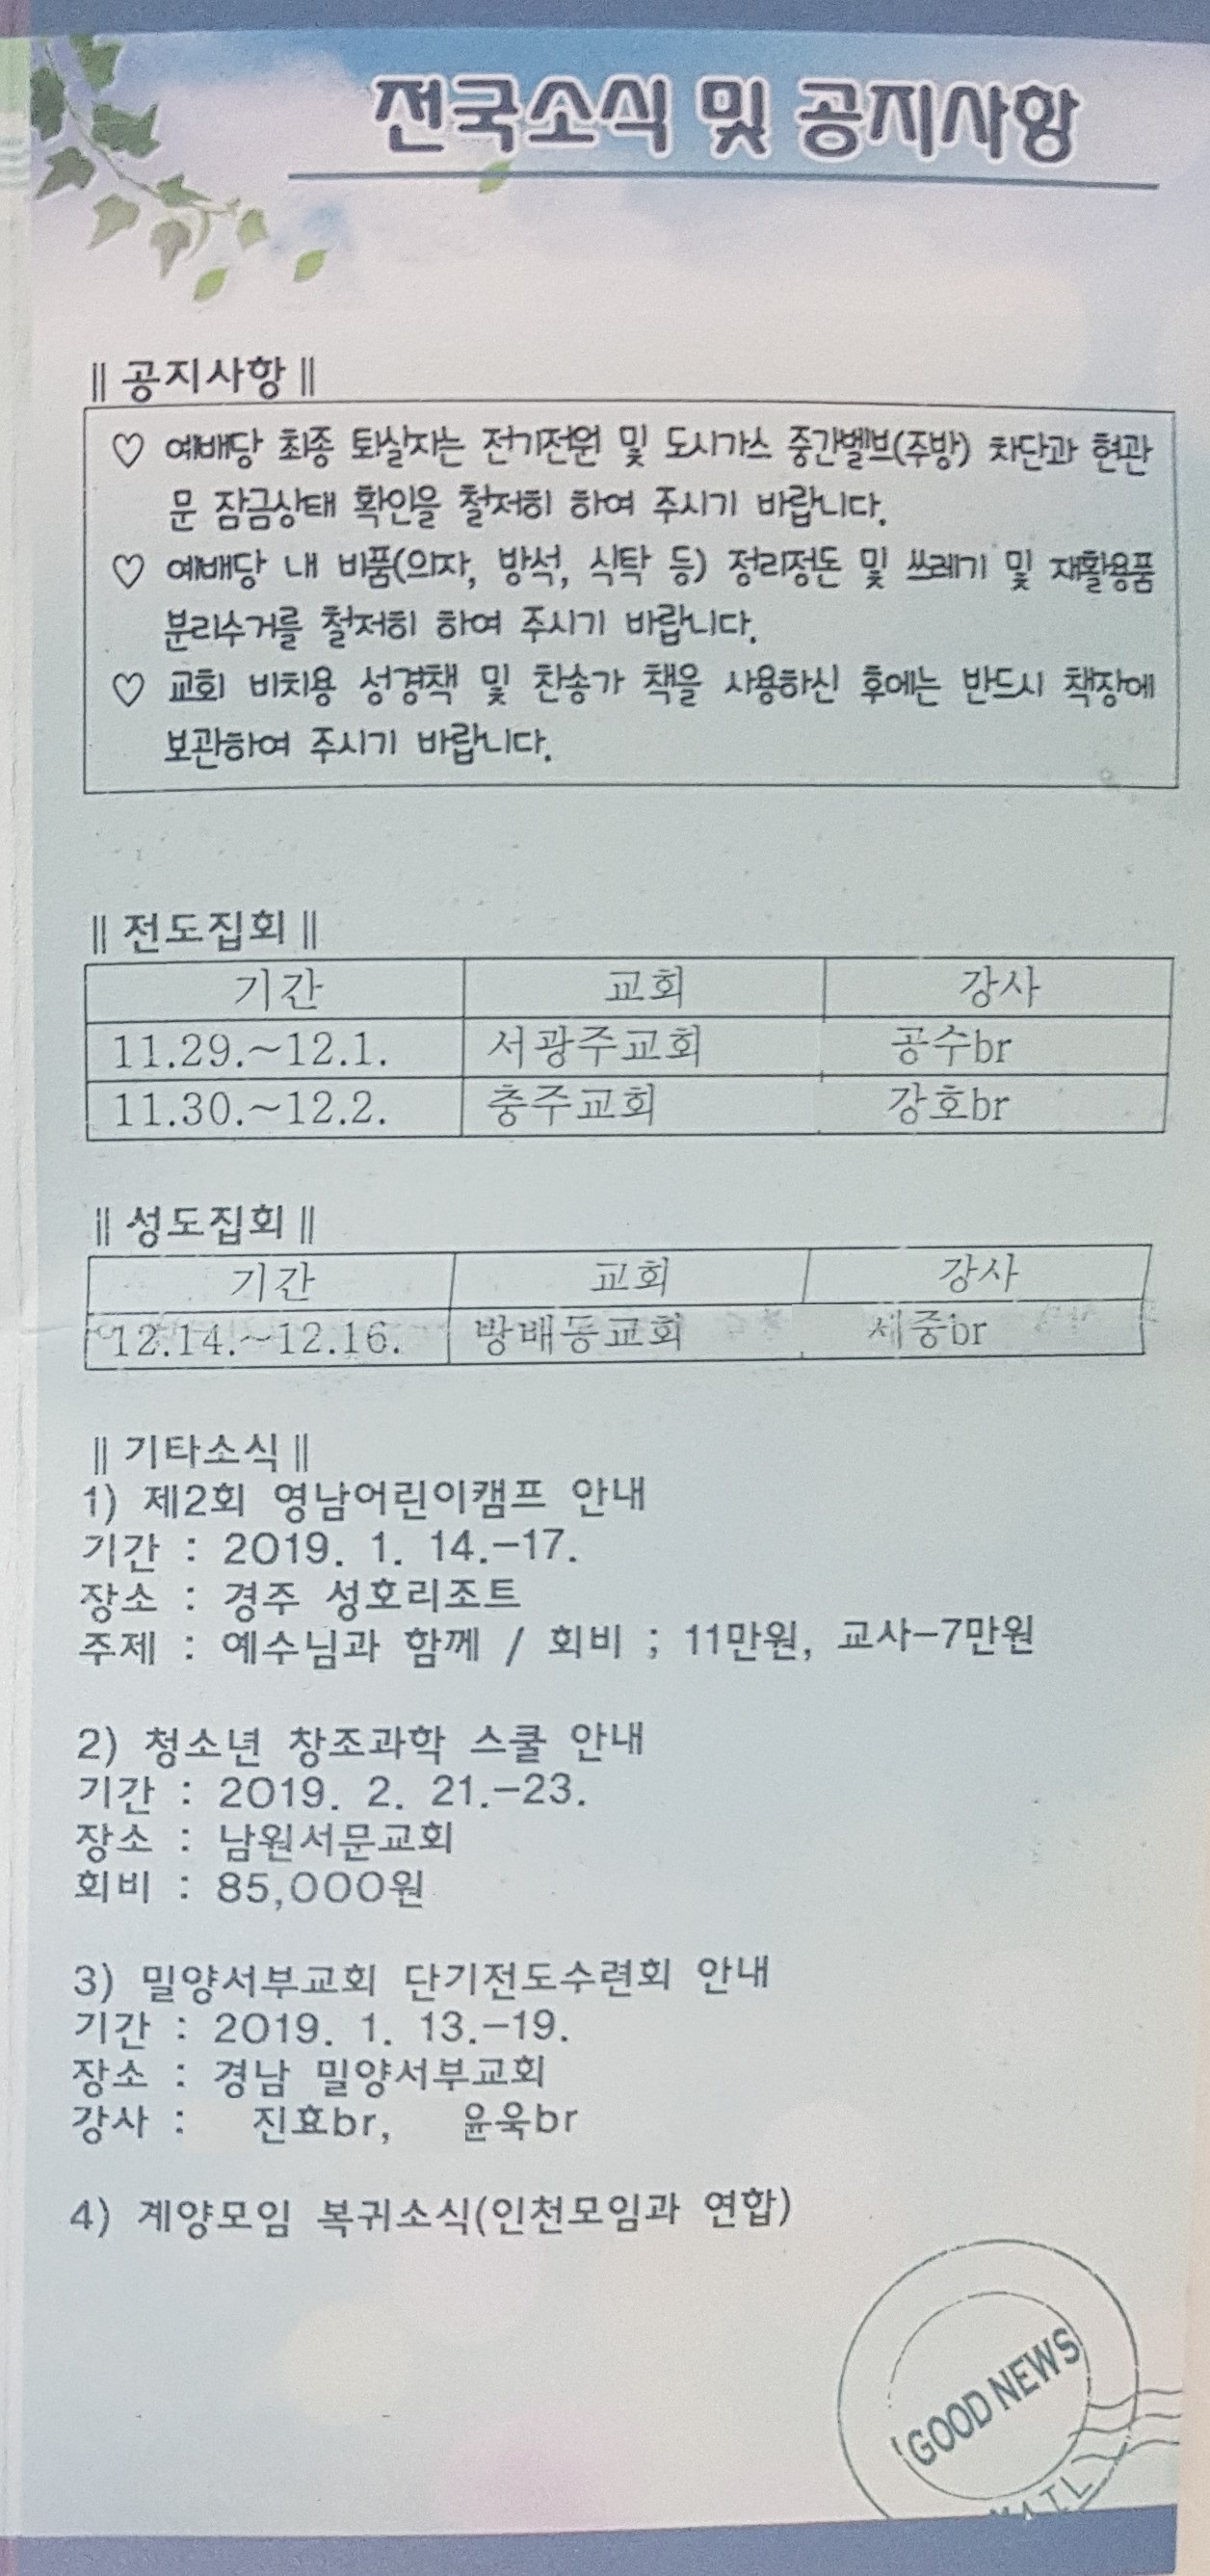 전국소식 및 공지사항
‖ 공지사항 ‖
♡ 예배당 최종 퇴실자는 전기전원 및 도시가스 중간벨브(주방) 차단과 현관
문 잠금상태 확인을 철저히 하여 주시기 바랍니다.
♡ 예배당 내 비품(의자, 방석, 식탁 등) 정리정돈 및 쓰레기 및 재활용품
분리수거를 철저히 하여 주시기 바랍니다.
♡ 교회 비치용 성경책 및 찬송가 책을 사용하신 후에는 반드시 책장에
보관하여 주시기 바랍니다.
‖ 전도집회 ‖
기간 교회 강사
11.29.~12.1. 서광주교회 공수br
11.30.~12.2. 충주교회 강호br
‖ 성도집회 ‖
기간 교회 강사
12.14.~12.16. 방배동교회 세중br
‖ 기타소식 ‖
1) 제2회 영남어린이캠프 안내
기간 : 2019. 1. 14.-17.
장소 : 경주 성호리조트
주제 : 예수님과 함께 / 회비 ; 11만원, 교사-7만원
2) 청소년 창조과학 스쿨 안내
기간 : 2019. 2. 21.-23.
장소 : 남원서문교회
회비 : 85,000원
3) 밀양서부교회 단기전도수련회 안내
기간 : 2019. 1. 13.-19.
장소 : 경남 밀양서부교회
강사 : 진효br, 윤욱br
4) 계양모임 복귀소식(인천모임과 연합)
GOOD NEWS
MAIL